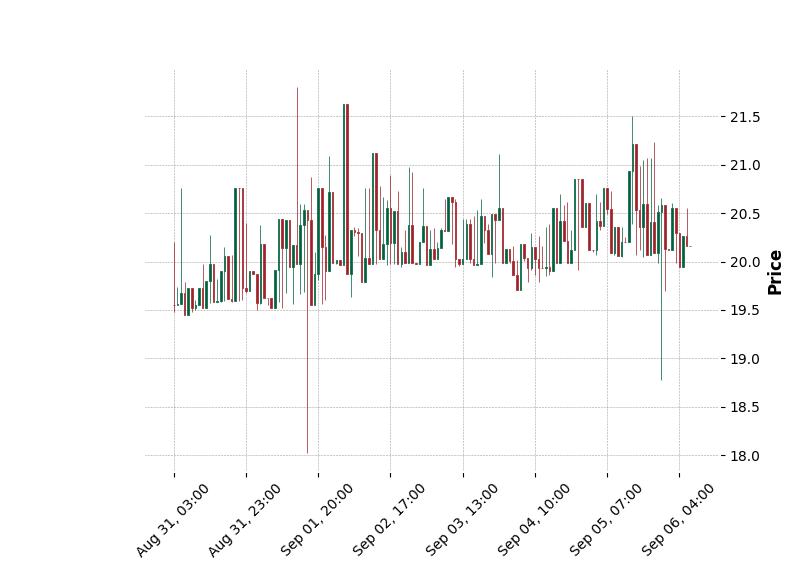 21.5
21.0
20.5
20.0
19.5
19.0
18.5
18.0
Price
Aug 31, 03:00
Aug 31, 23:00
Sep 01, 20:00
Sep 02, 17:00
Sep 03, 13:00
Sep 04, 10:00
Sep 05, 07:00
Sep 06, 04:00